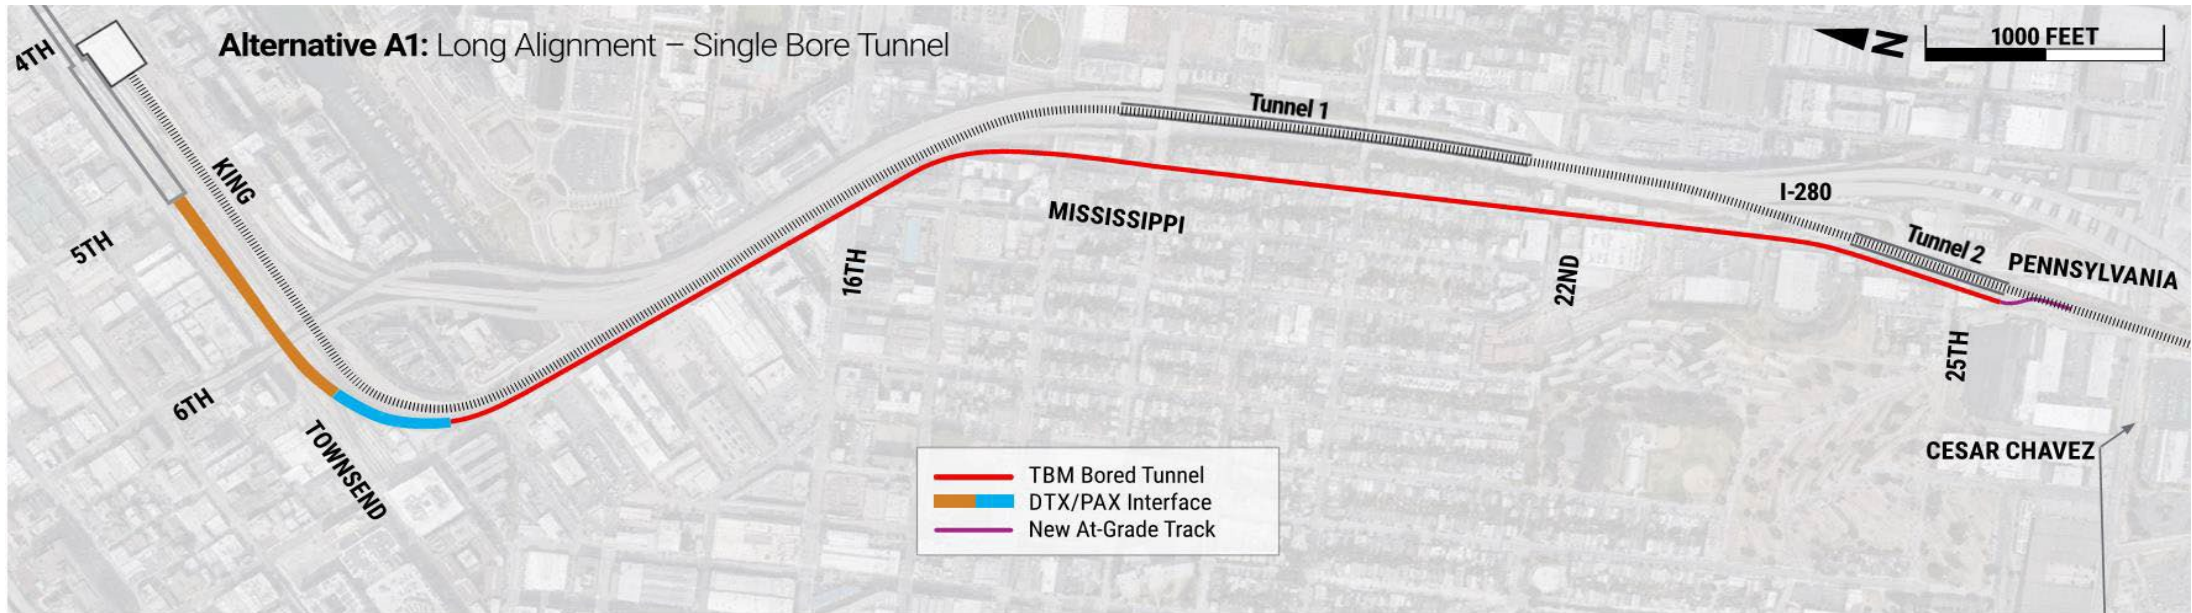 Alternative A1: Long Alignment – Single Bore Tunnel
N
1000 FEET
4TH
KING
5TH
6TH
TOWNSEND
16TH
MISSISSIPPI
Tunnel 1
22ND
I-280
Tunnel 2
PENNSYLVANIA
25TH
CESAR CHAVEZ
TBM Bored Tunnel
DTX/PAX Interface
New At-Grade Track